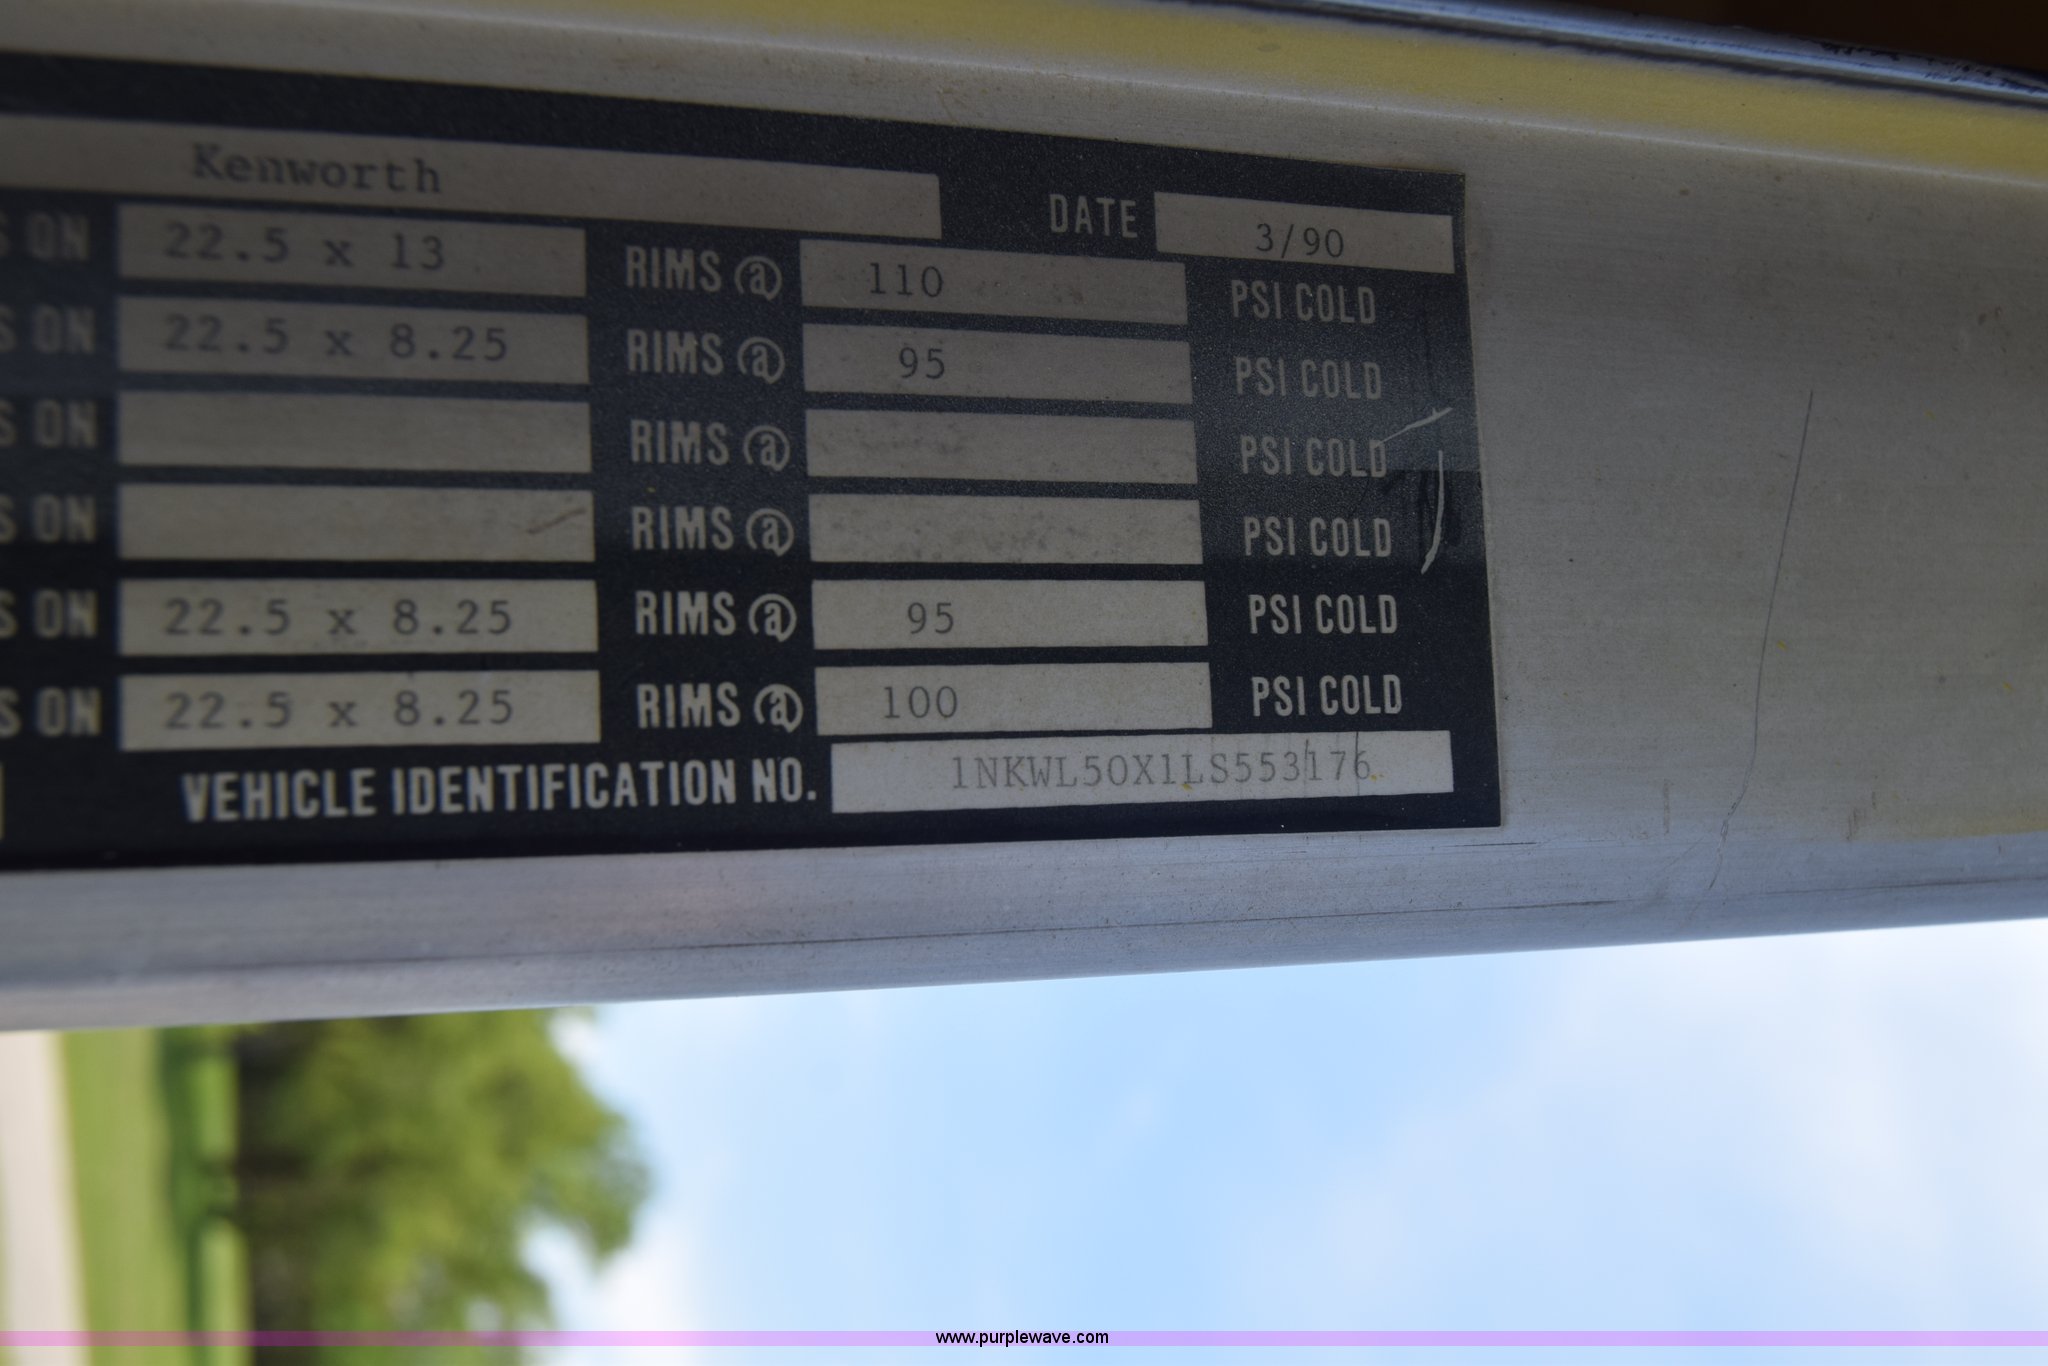 Kenworth
DATE 3/90
S ON 22.5 x 13 RIMS @ 110 PSI COLD
S ON 22.5 x 8.25 RIMS @ 95 PSI COLD
S ON RIMS @ PSI COLD
S ON RIMS @ PSI COLD
S ON 22.5 x 8.25 RIMS @ 95 PSI COLD
S ON 22.5 x 8.25 RIMS @ 100 PSI COLD
VEHICLE IDENTIFICATION NO. 1NKWL50X1LS553176
www.purplewave.com